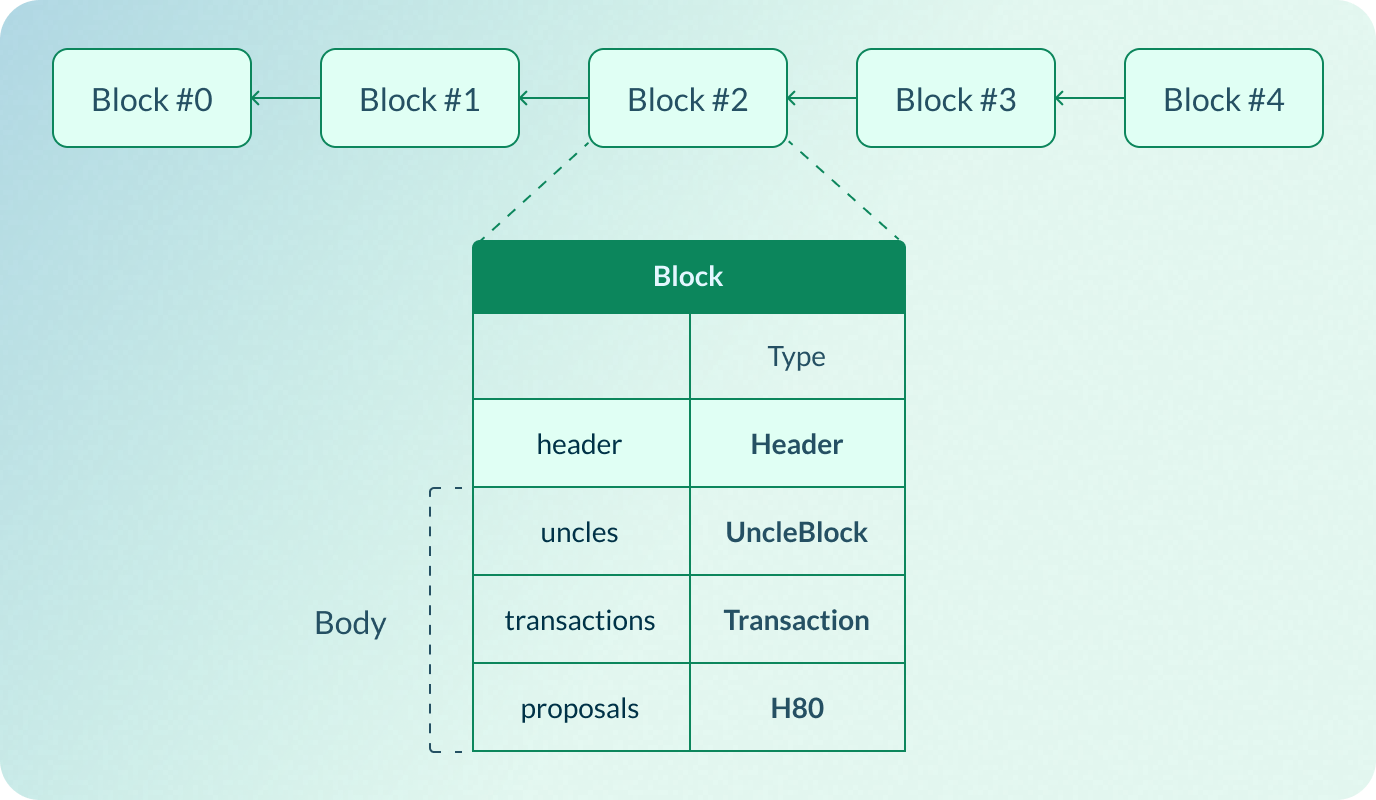 Block #0 Block #1 Block #2 Block #3 Block #4
Block
Type
header Header
uncles UncleBlock
Body
transactions Transaction
proposals H80